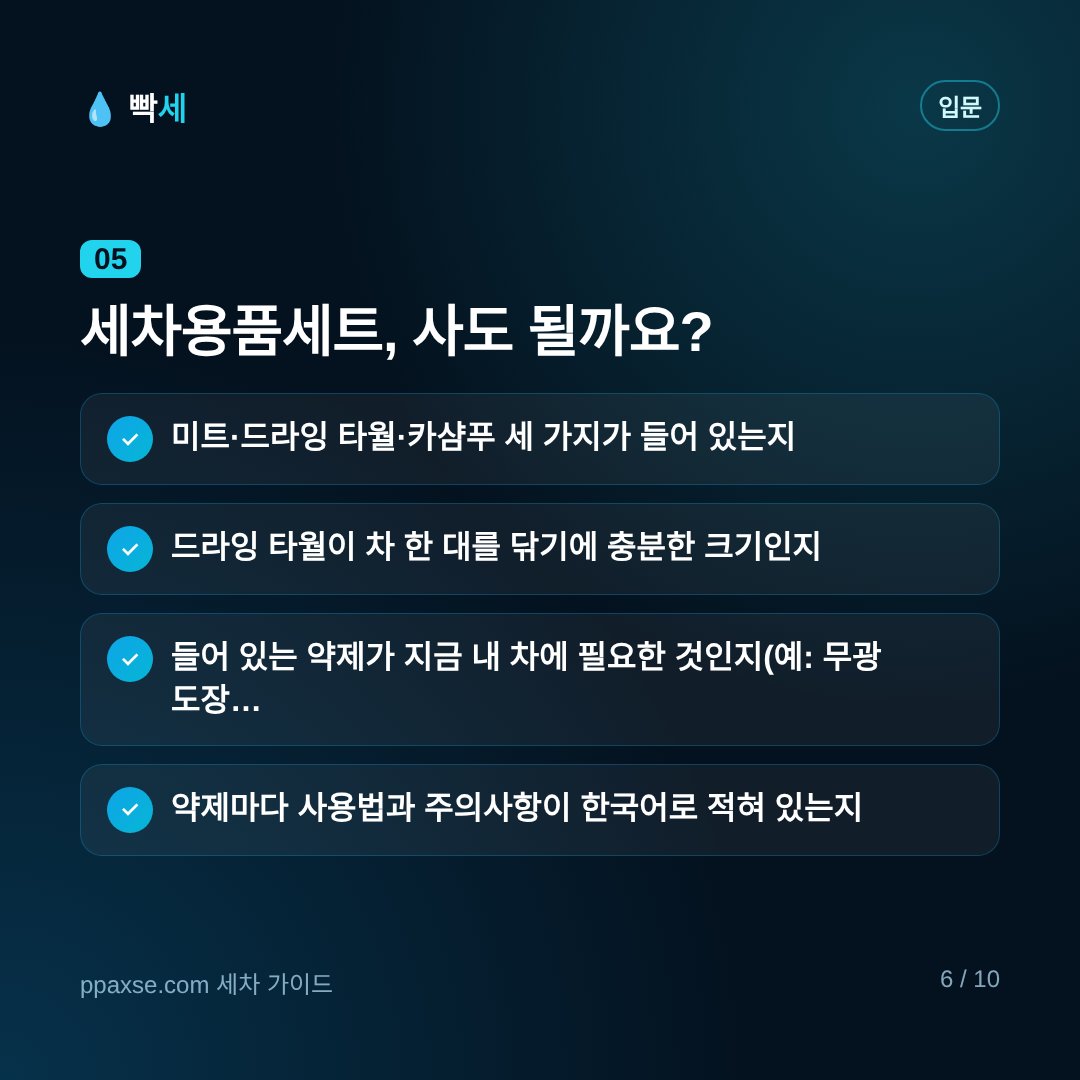 빡세
입문
05
세차용품세트, 사도 될까요?
미트·드라잉 타월·카샴푸 세 가지가 들어 있는지
드라잉 타월이 차 한 대를 닦기에 충분한 크기인지
들어 있는 약제가 지금 내 차에 필요한 것인지(예: 무광
도장…
약제마다 사용법과 주의사항이 한국어로 적혀 있는지
ppaxse.com 세차 가이드
6 / 10